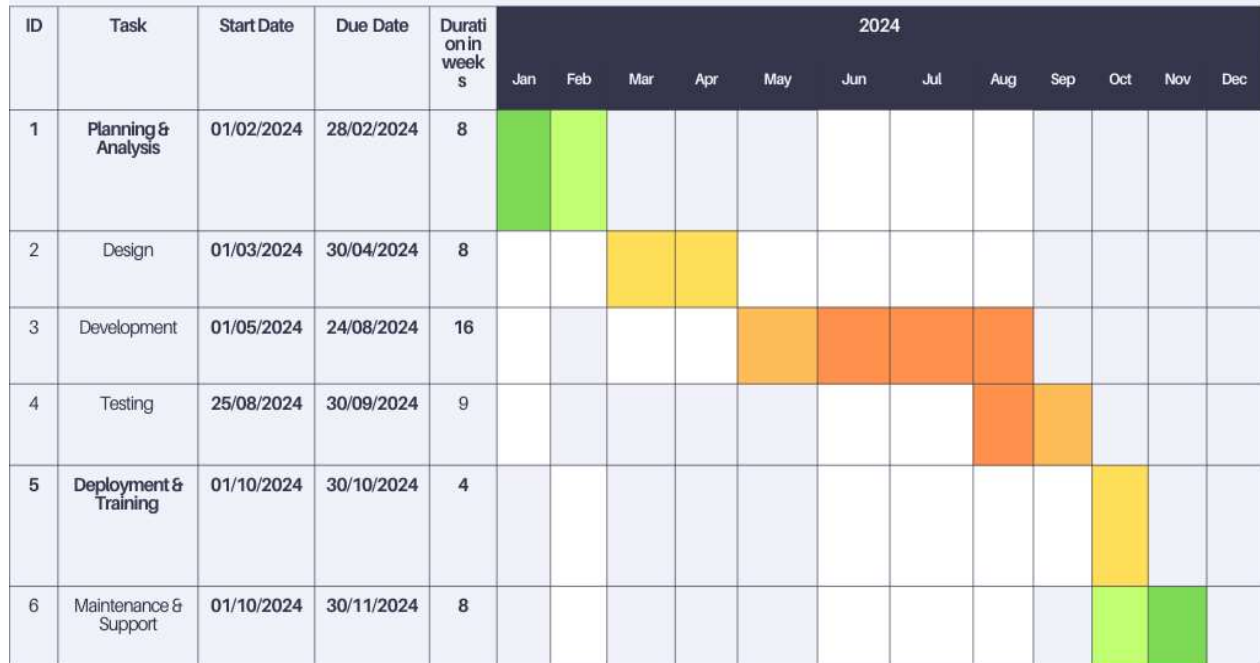 ID Task Start Date Due Date Durati on in week s 2024
Jan Feb Mar Apr May Jun Jul Aug Sep Oct Nov Dec
1 Planning & Analysis 01/02/2024 28/02/2024 8
2 Design 01/03/2024 30/04/2024 8
3 Development 01/05/2024 24/08/2024 16
4 Testing 25/08/2024 30/09/2024 9
5 Deployment & Training 01/10/2024 30/10/2024 4
6 Maintenance & Support 01/10/2024 30/11/2024 8